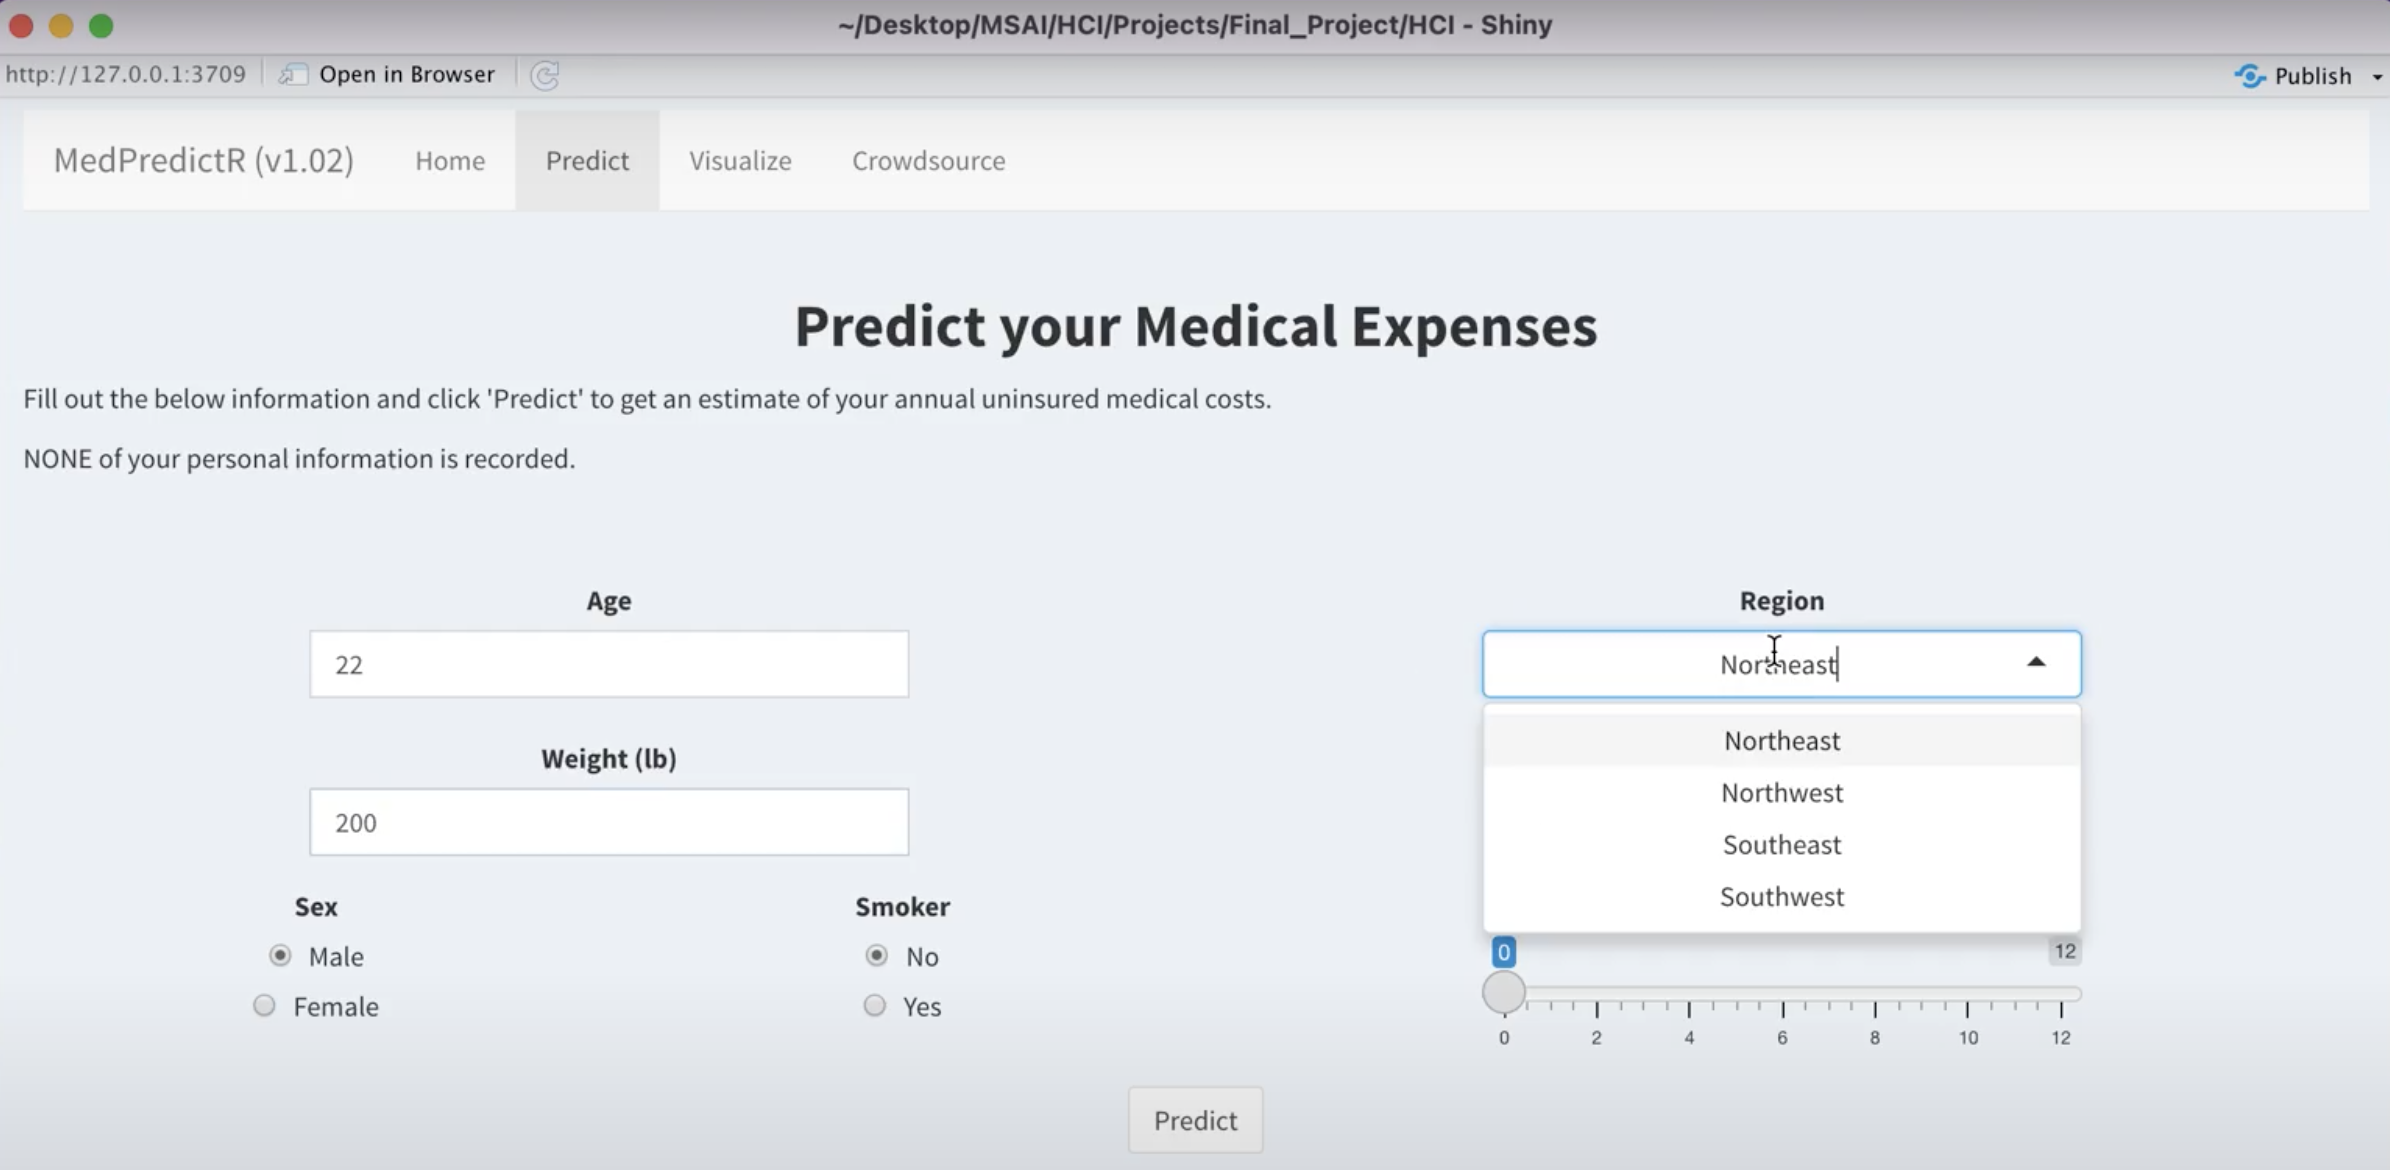 ~/Desktop/MSAI/HCI/Projects/Final_Project/HCI - Shiny
http://127.0.0.1:3709 Open in Browser Publish
MedPredictR (v1.02) Home Predict Visualize Crowdsource
Predict your Medical Expenses
Fill out the below information and click 'Predict' to get an estimate of your annual uninsured medical costs.
NONE of your personal information is recorded.
Age
22
Weight (lb)
200
Sex
Male
Female
Smoker
No
Yes
Region
Northeast
Northeast
Northwest
Southeast
Southwest
0 12
0 2 4 6 8 10 12
Predict